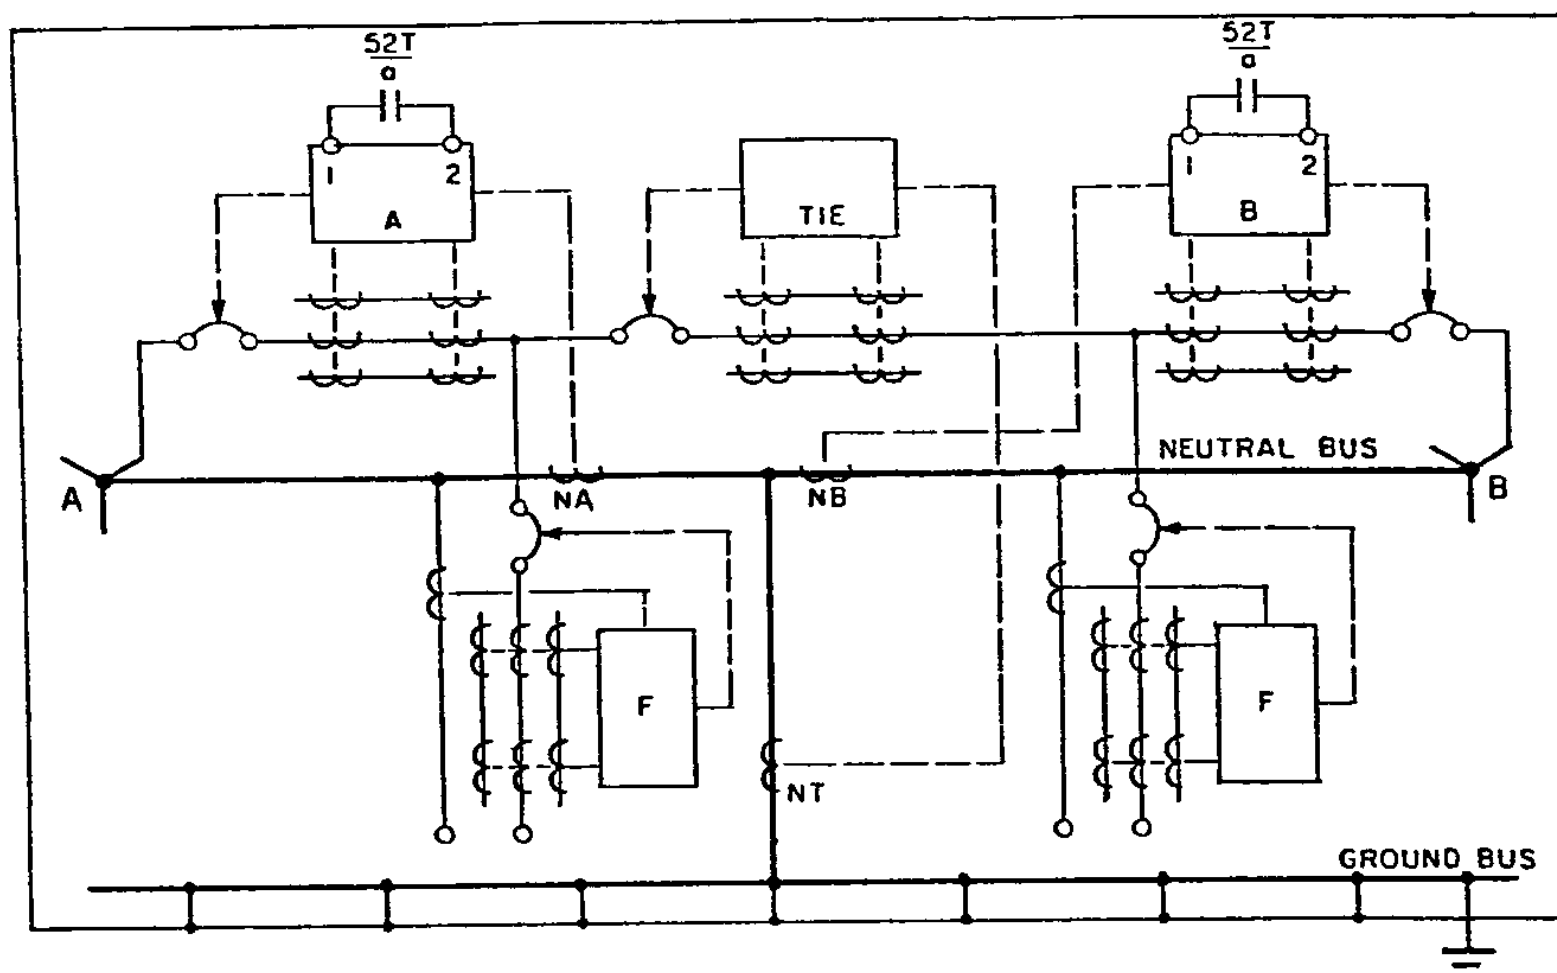 52T
a
52T
a
1 2
A
TIE
1 2
B
NEUTRAL BUS
A
NA
NB
B
F
F
NT
GROUND BUS